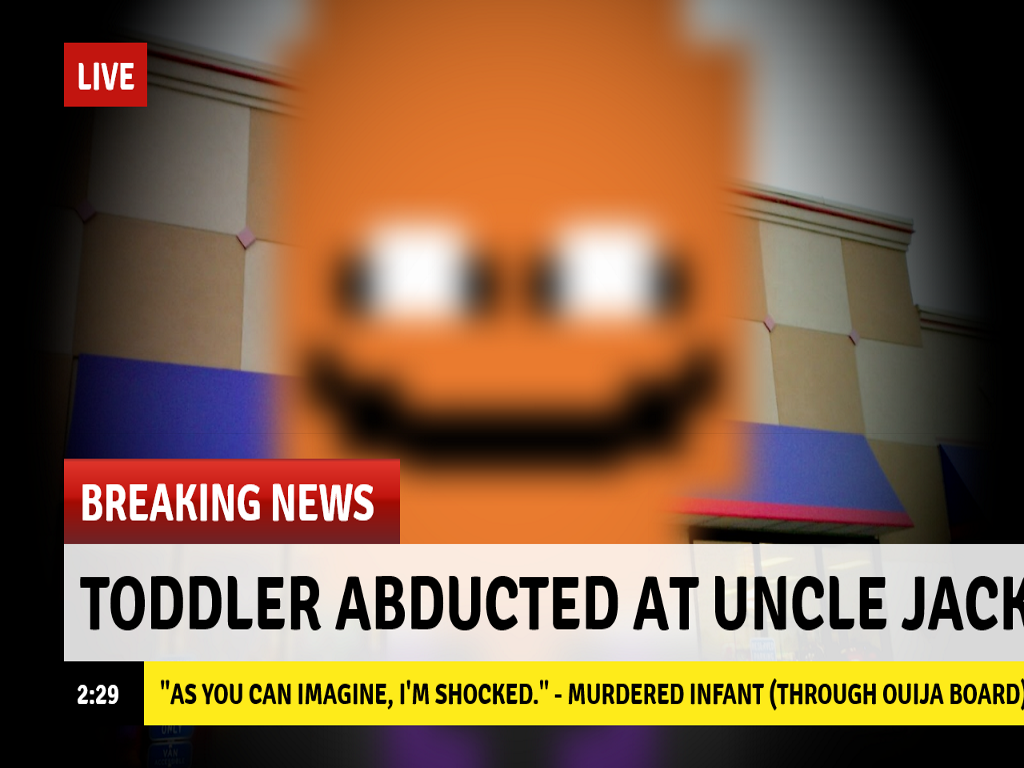 LIVE
BREAKING NEWS
TODDLER ABDUCTED AT UNCLE JACK
2:29
"AS YOU CAN IMAGINE, I'M SHOCKED." - MURDERED INFANT (THROUGH OUIJA BOARD)